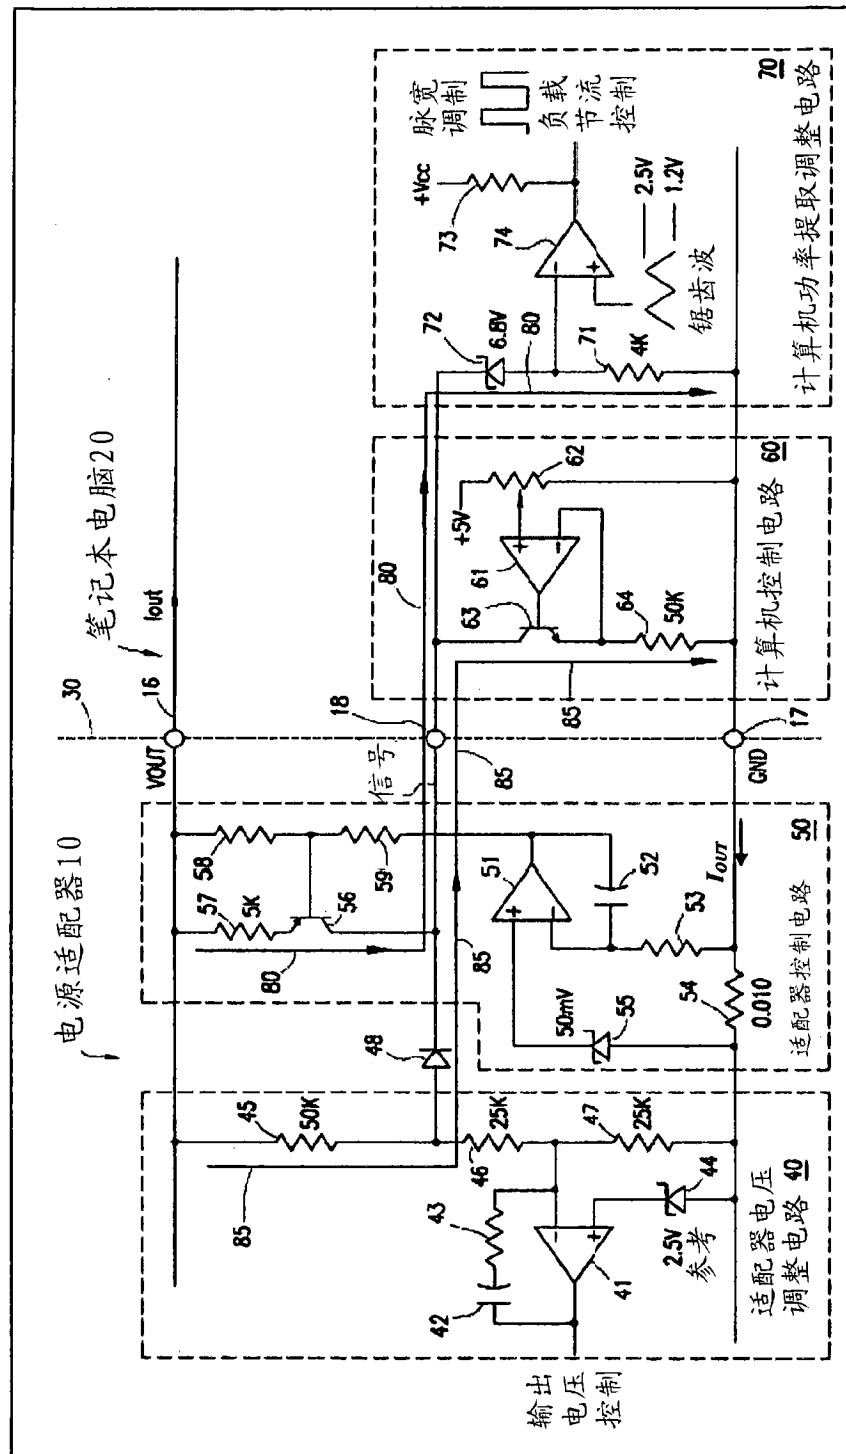 电源适配器10
笔记本电脑20
30
16
Iout
VOUT
信号
18
GND
17
85
45
50K
46
25K
47
25K
48
43
42
41
44
2.5V
参考
输出
电压
控制
适配器电压
调整电路 40
57
5K
58
56
59
80
85
51
52
53
54
0.010
50mV
55
IOUT
适配器控制电路
50
85
80
63
61
+5V
62
64
50K
85
计算机控制电路
60
72
6.8V
80
71
4K
+Vcc
73
74
脉宽
调制
负载
节流
控制
2.5V
1.2V
锯齿波
计算机功率提取调整电路
70